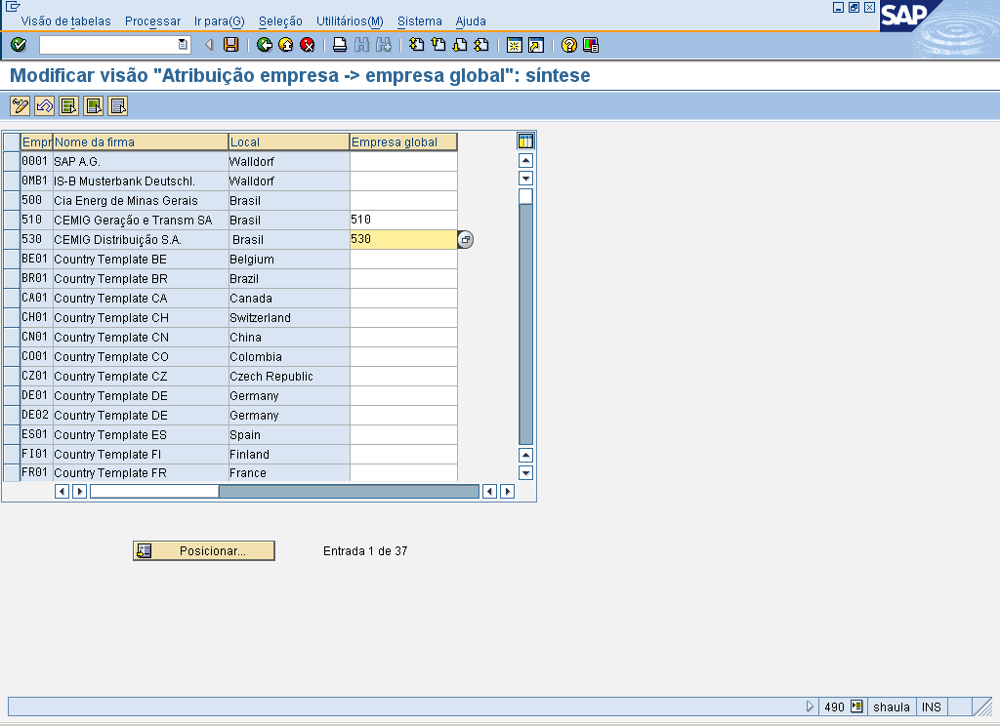 Visão de tabelas Processar Ir para(G) Seleção Utilitários(M) Sistema Ajuda
SAP
Modificar visão "Atribuição empresa -> empresa global": síntese
Empr Nome da firma Local Empresa global
0001 SAP A.G. Walldorf
0MB1 IS-B Musterbank Deutschl. Walldorf
500 Cia Energ de Minas Gerais Brasil
510 CEMIG Geração e Transm SA Brasil 510
530 CEMIG Distribuição S.A. Brasil 530
BE01 Country Template BE Belgium
BR01 Country Template BR Brazil
CA01 Country Template CA Canada
CH01 Country Template CH Switzerland
CN01 Country Template CN China
CO01 Country Template CO Colombia
CZ01 Country Template CZ Czech Republic
DE01 Country Template DE Germany
DE02 Country Template DE Germany
ES01 Country Template ES Spain
FI01 Country Template FI Finland
FR01 Country Template FR France
Posicionar... Entrada 1 de 37
490 shaula INS